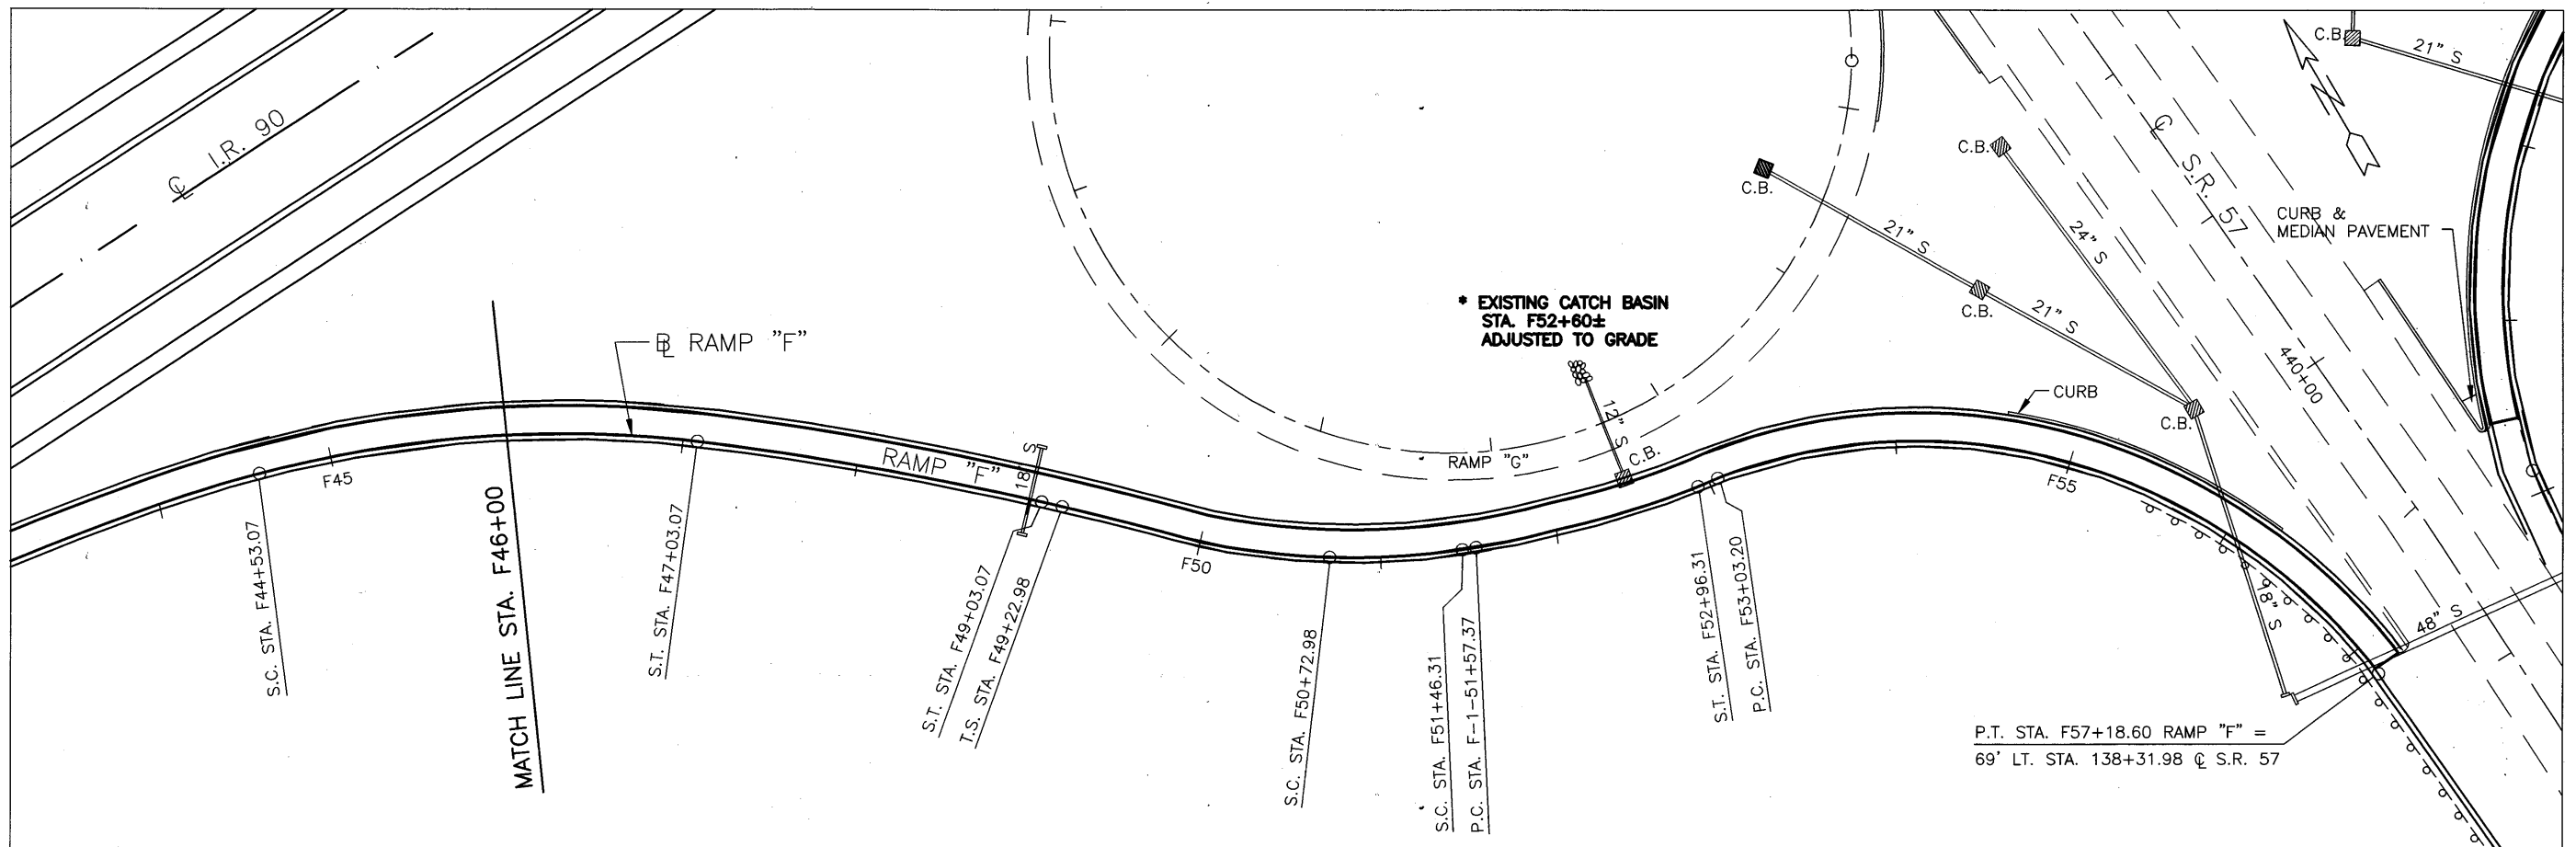 C.B.
21" S
℄ I.R. 90
C.B.
C.B.
℄ S.R. 57
CURB &
MEDIAN PAVEMENT
21" S
24" S
C.B.
21" S
* EXISTING CATCH BASIN
STA. F52+60±
ADJUSTED TO GRADE
BL RAMP "F"
440+00
CURB
12" S
C.B.
C.B.
RAMP "F"
RAMP "G"
18" S
F45
F50
F55
S.C. STA. F44+53.07
MATCH LINE STA. F46+00
S.T. STA. F47+03.07
S.T. STA. F49+03.07
T.S. STA. F49+22.98
S.C. STA. F50+72.98
S.C. STA. F51+46.31
P.C. STA. F-1-51+57.37
S.T. STA. F52+96.31
P.C. STA. F53+03.20
18" S
48" S
P.T. STA. F57+18.60 RAMP "F" =
69' LT. STA. 138+31.98 ℄ S.R. 57